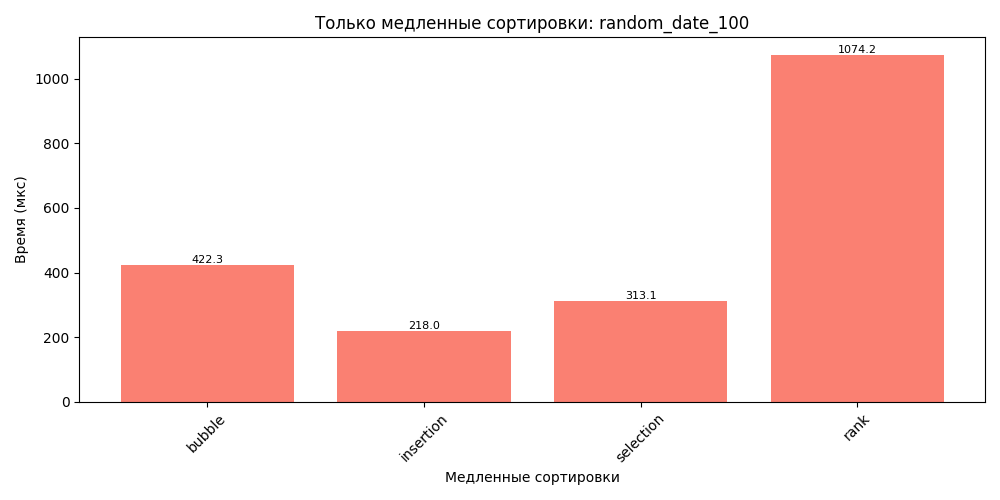 Только медленные сортировки: random_date_100
Время (мкс)
1000
800
600
400
200
0
422.3
218.0
313.1
1074.2
bubble
insertion
selection
rank
Медленные сортировки